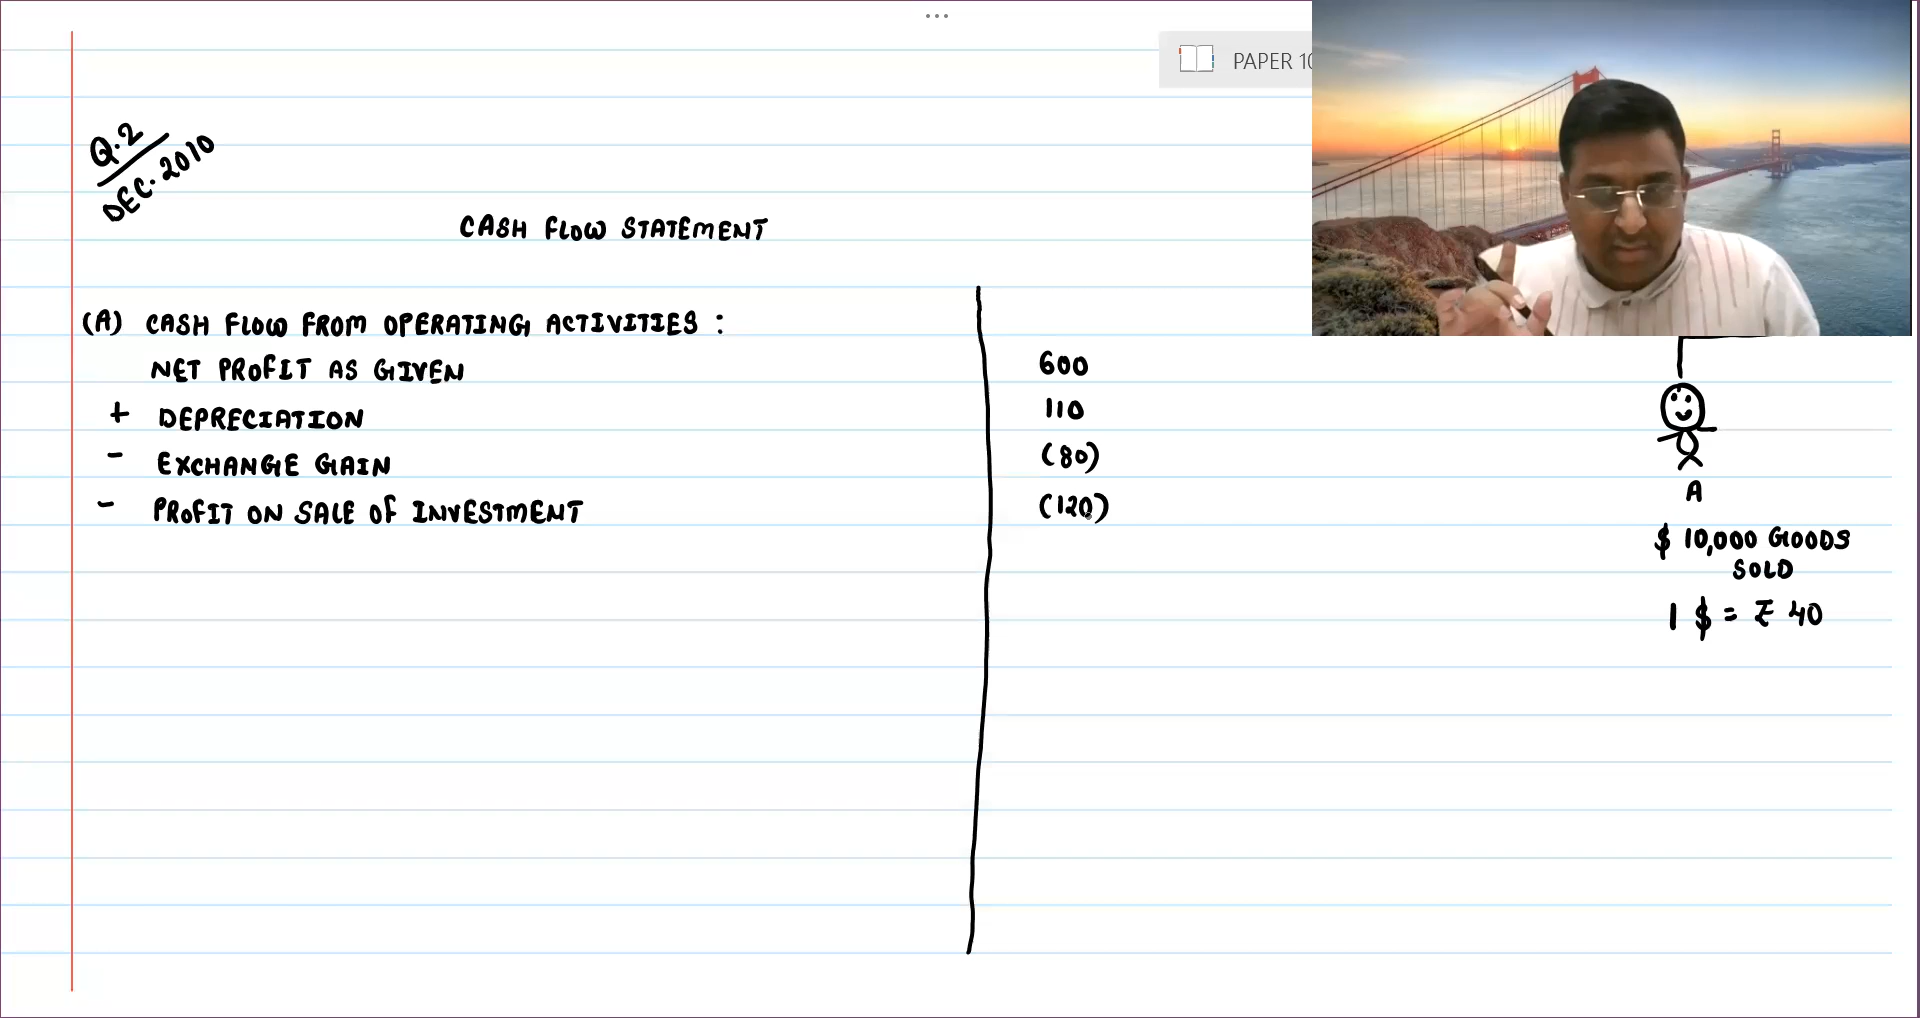 PAPER 10
Q.2
DEC. 2010
CASH FLOW STATEMENT
(A) CASH FLOW FROM OPERATING ACTIVITIES :
NET PROFIT AS GIVEN 600
+ DEPRECIATION 110
- EXCHANGE GAIN (80)
- PROFIT ON SALE OF INVESTMENT (120)
A
$ 10,000 GOODS
SOLD
1 $ = ₹ 40